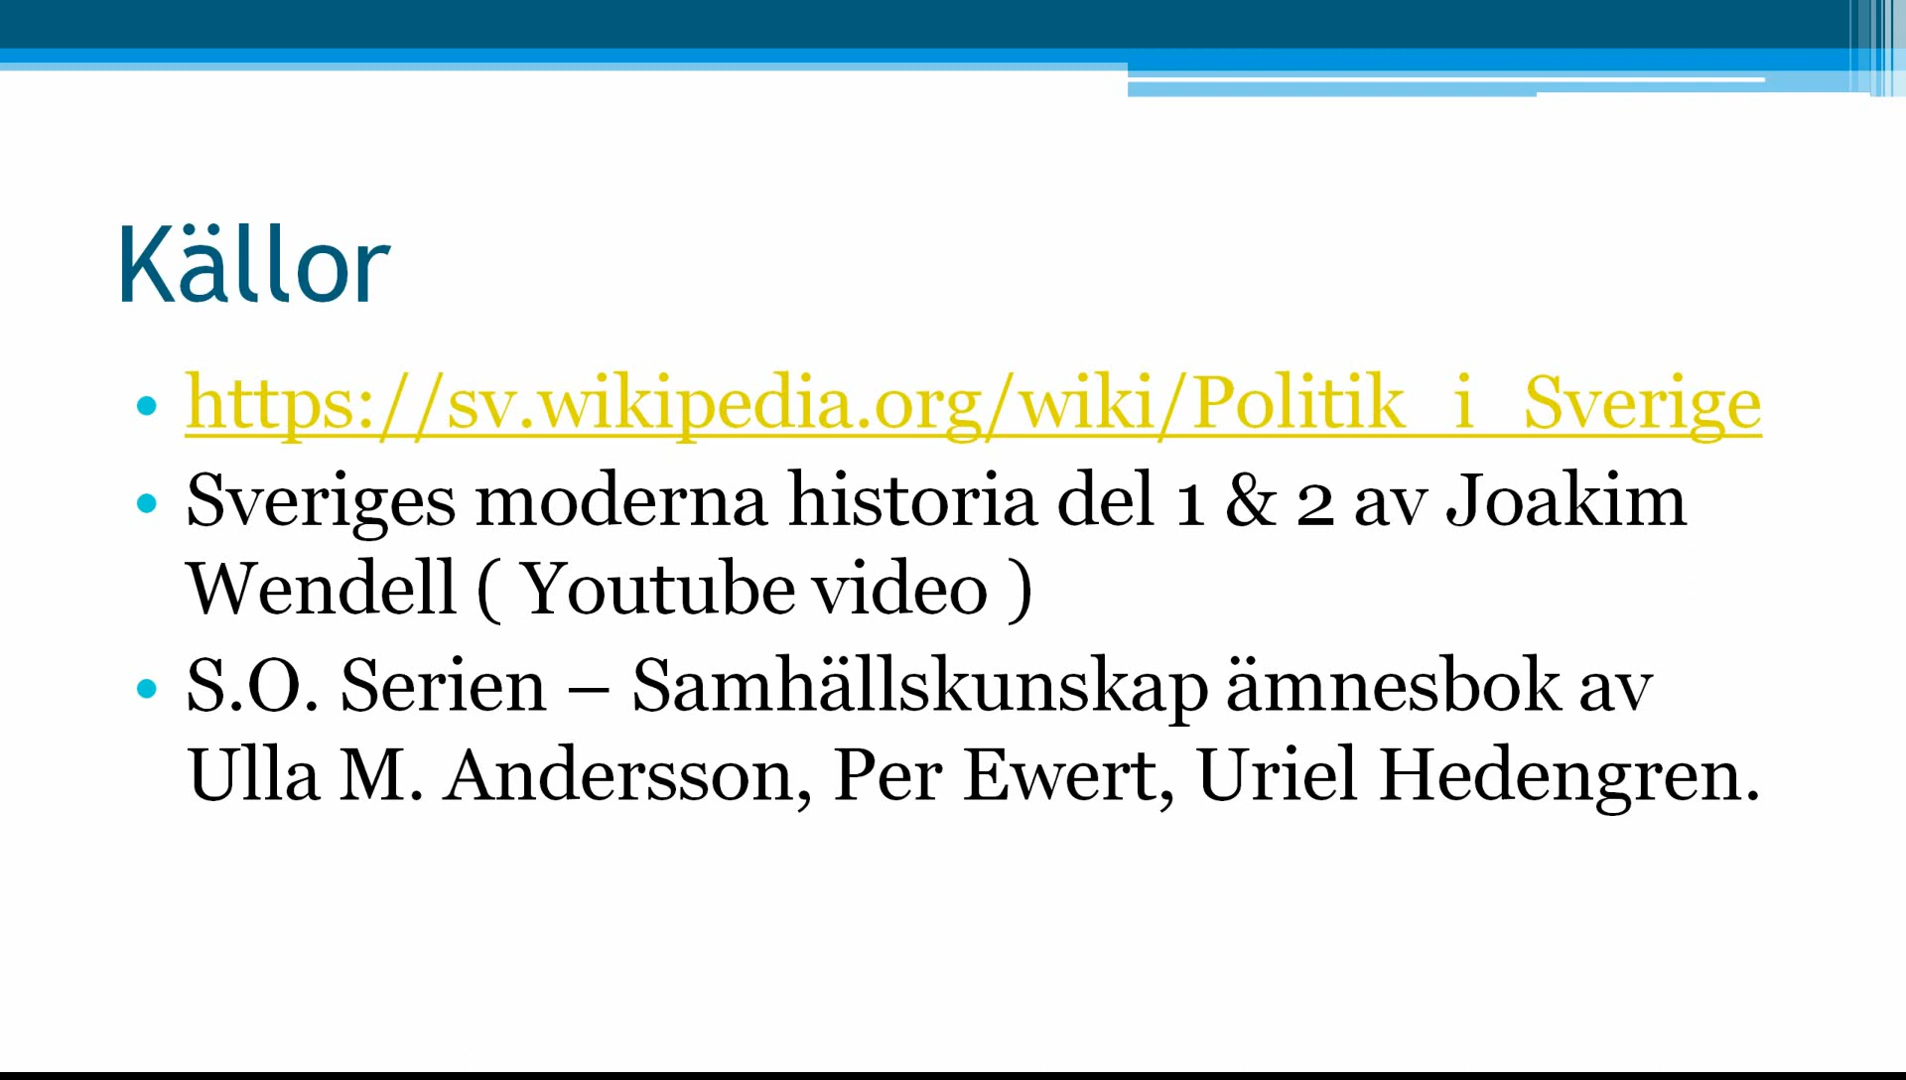 Källor
https://sv.wikipedia.org/wiki/Politik_i_Sverige
Sveriges moderna historia del 1 & 2 av Joakim
Wendell ( Youtube video )
S.O. Serien – Samhällskunskap ämnesbok av
Ulla M. Andersson, Per Ewert, Uriel Hedengren.